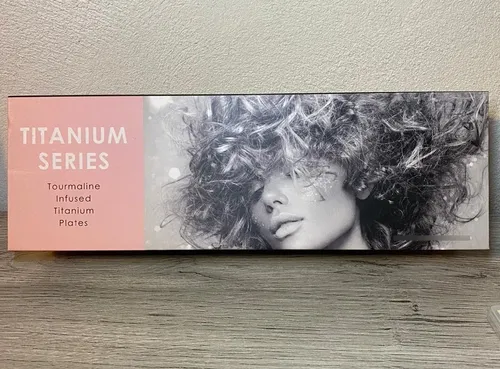 TITANIUM
SERIES
Tourmaline
Infused
Titanium
Plates